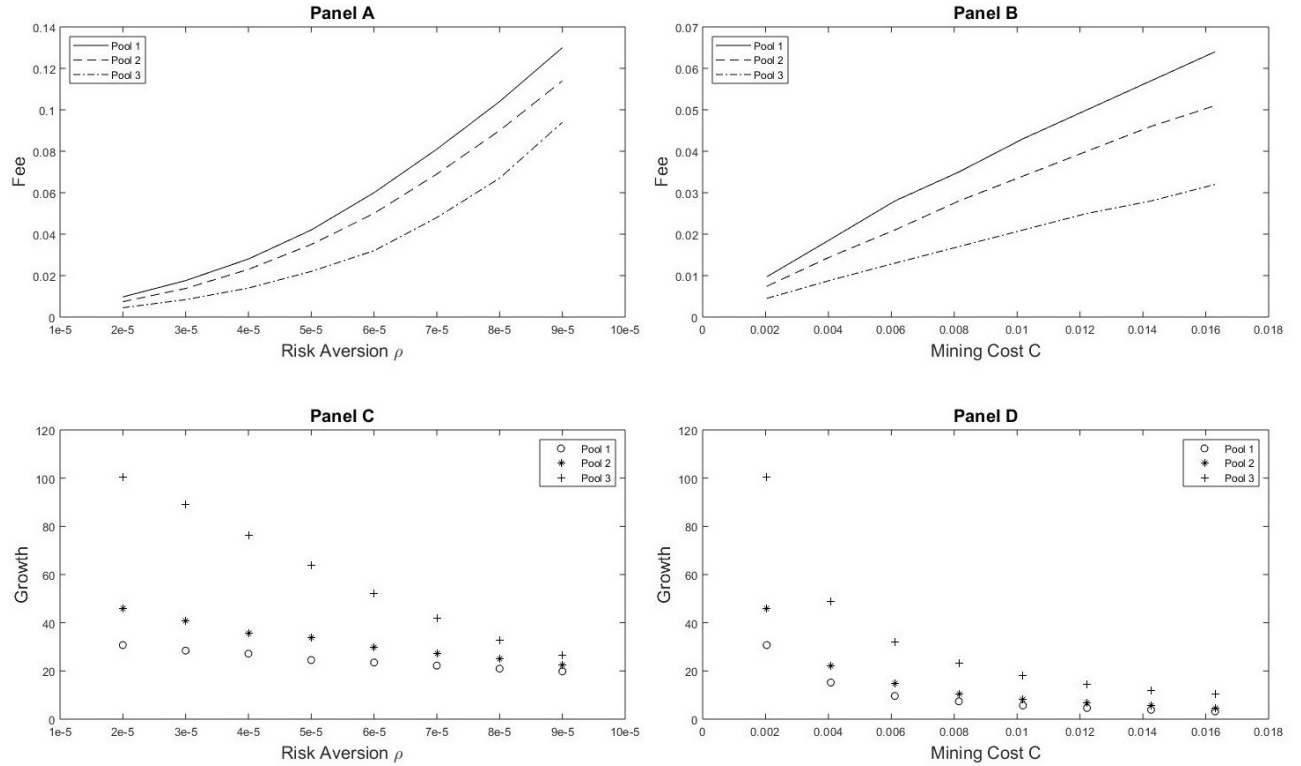 Panel A
Pool 1
Pool 2
Pool 3
0.14
0.12
0.1
0.08
0.06
0.04
0.02
0
Fee
1e-5 2e-5 3e-5 4e-5 5e-5 6e-5 7e-5 8e-5 9e-5 10e-5
Risk Aversion ρ
Panel B
Pool 1
Pool 2
Pool 3
0.07
0.06
0.05
0.04
0.03
0.02
0.01
0
Fee
0 0.002 0.004 0.006 0.008 0.01 0.012 0.014 0.016 0.018
Mining Cost C
Panel C
Pool 1
Pool 2
Pool 3
120
100
80
60
40
20
0
Growth
1e-5 2e-5 3e-5 4e-5 5e-5 6e-5 7e-5 8e-5 9e-5 10e-5
Risk Aversion ρ
Panel D
Pool 1
Pool 2
Pool 3
120
100
80
60
40
20
0
Growth
0 0.002 0.004 0.006 0.008 0.01 0.012 0.014 0.016 0.018
Mining Cost C